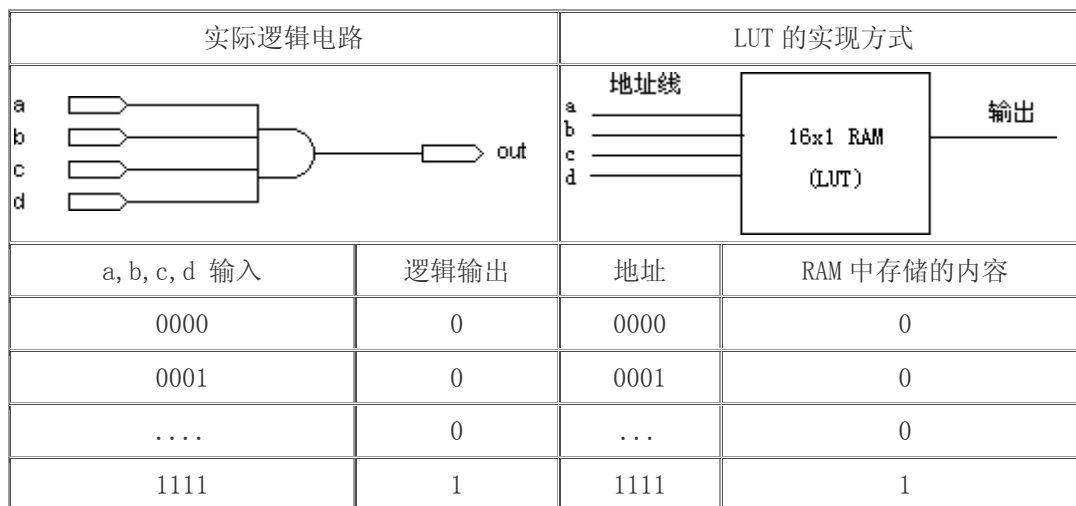 实际逻辑电路 LUT 的实现方式
a
b
c
d
out
地址线
a
b
c
d
16x1 RAM
(LUT)
输出
a,b,c,d 输入 逻辑输出 地址 RAM 中存储的内容
0000 0 0000 0
0001 0 0001 0
.... 0 ... 0
1111 1 1111 1